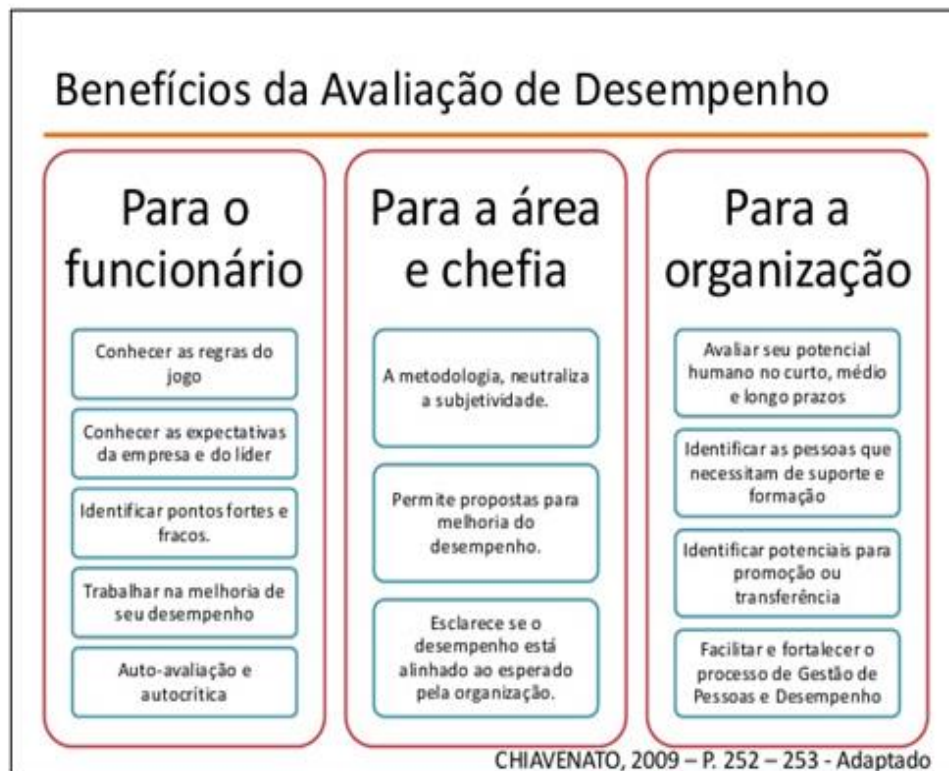 Benefícios da Avaliação de Desempenho
Para o
funcionário
Conhecer as regras do
jogo
Conhecer as expectativas
da empresa e do líder
Identificar pontos fortes e
fracos.
Trabalhar na melhoria de
seu desempenho
Auto-avaliação e
autocrítica
Para a área
e chefia
A metodologia, neutraliza
a subjetividade.
Permite propostas para
melhoria do
desempenho.
Esclarece se o
desempenho está
alinhado ao esperado
pela organização.
Para a
organização
Avaliar seu potencial
humano no curto, médio
e longo prazos
Identificar as pessoas que
necessitam de suporte e
formação
Identificar potenciais para
promoção ou
transferência
Facilitar e fortalecer o
processo de Gestão de
Pessoas e Desempenho
CHIAVENATO, 2009 – P. 252 – 253 - Adaptado